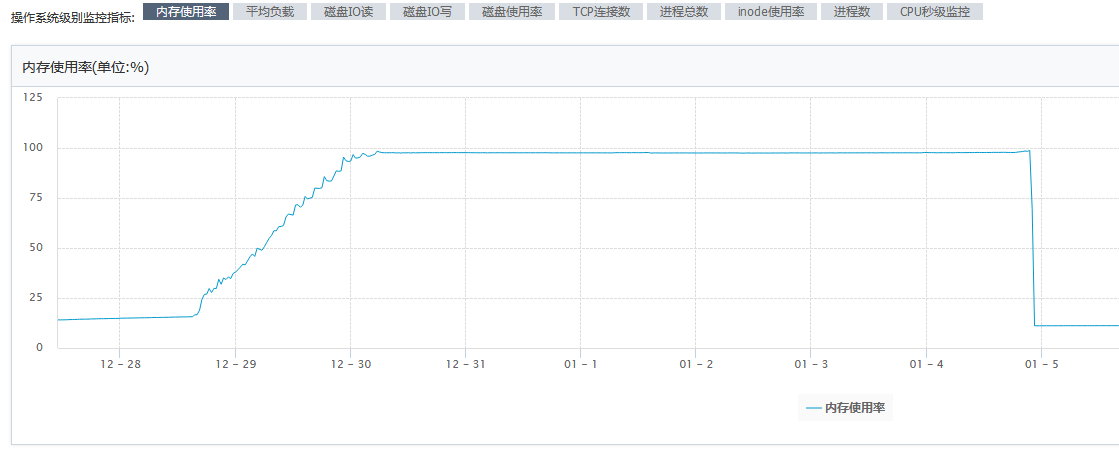 操作系统级别监控指标: 内存使用率 平均负载 磁盘IO读 磁盘IO写 磁盘使用率 TCP连接数 进程总数 inode使用率 进程数 CPU秒级监控
内存使用率(单位:%)
125
100
75
50
25
0
12 – 28 12 – 29 12 – 30 12 – 31 01 – 1 01 – 2 01 – 3 01 – 4 01 – 5
内存使用率